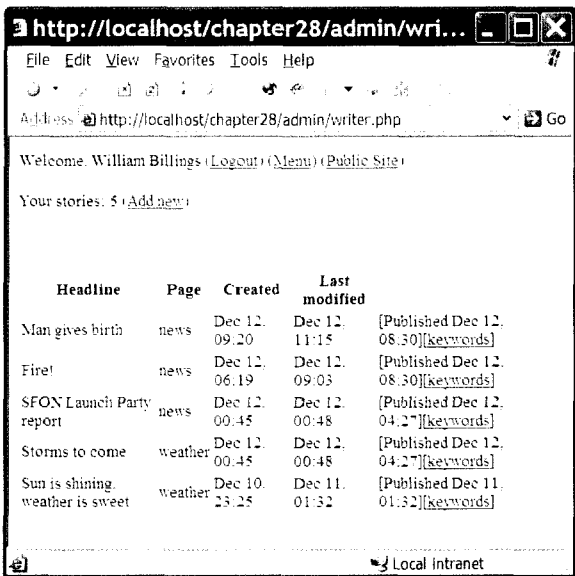 http://localhost/chapter28/admin/wri...
File Edit View Favorites Tools Help
Address http://localhost/chapter28/admin/writer.php Go
Welcome, William Billings (Logout) (Menu) (Public Site)
Your stories: 5 (Add new)
Headline Page Created Last modified
Man gives birth news Dec 12, 09:20 Dec 12, 11:15 [Published Dec 12, 08:30][keywords]
Fire! news Dec 12, 06:19 Dec 12, 09:03 [Published Dec 12, 08:30][keywords]
SFON Launch Party report news Dec 12, 00:45 Dec 12, 00:48 [Published Dec 12, 04:27][keywords]
Storms to come weather Dec 12, 00:45 Dec 12, 00:48 [Published Dec 12, 04:27][keywords]
Sun is shining, weather is sweet weather Dec 10, 23:25 Dec 11, 01:32 [Published Dec 11, 01:32][keywords]
Local intranet